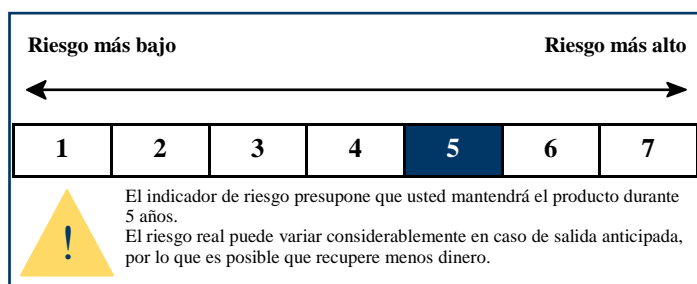 Riesgo más bajo Riesgo más alto
1 2 3 4 5 6 7
!
El indicador de riesgo presupone que usted mantendrá el producto durante
5 años.
El riesgo real puede variar considerablemente en caso de salida anticipada,
por lo que es posible que recupere menos dinero.